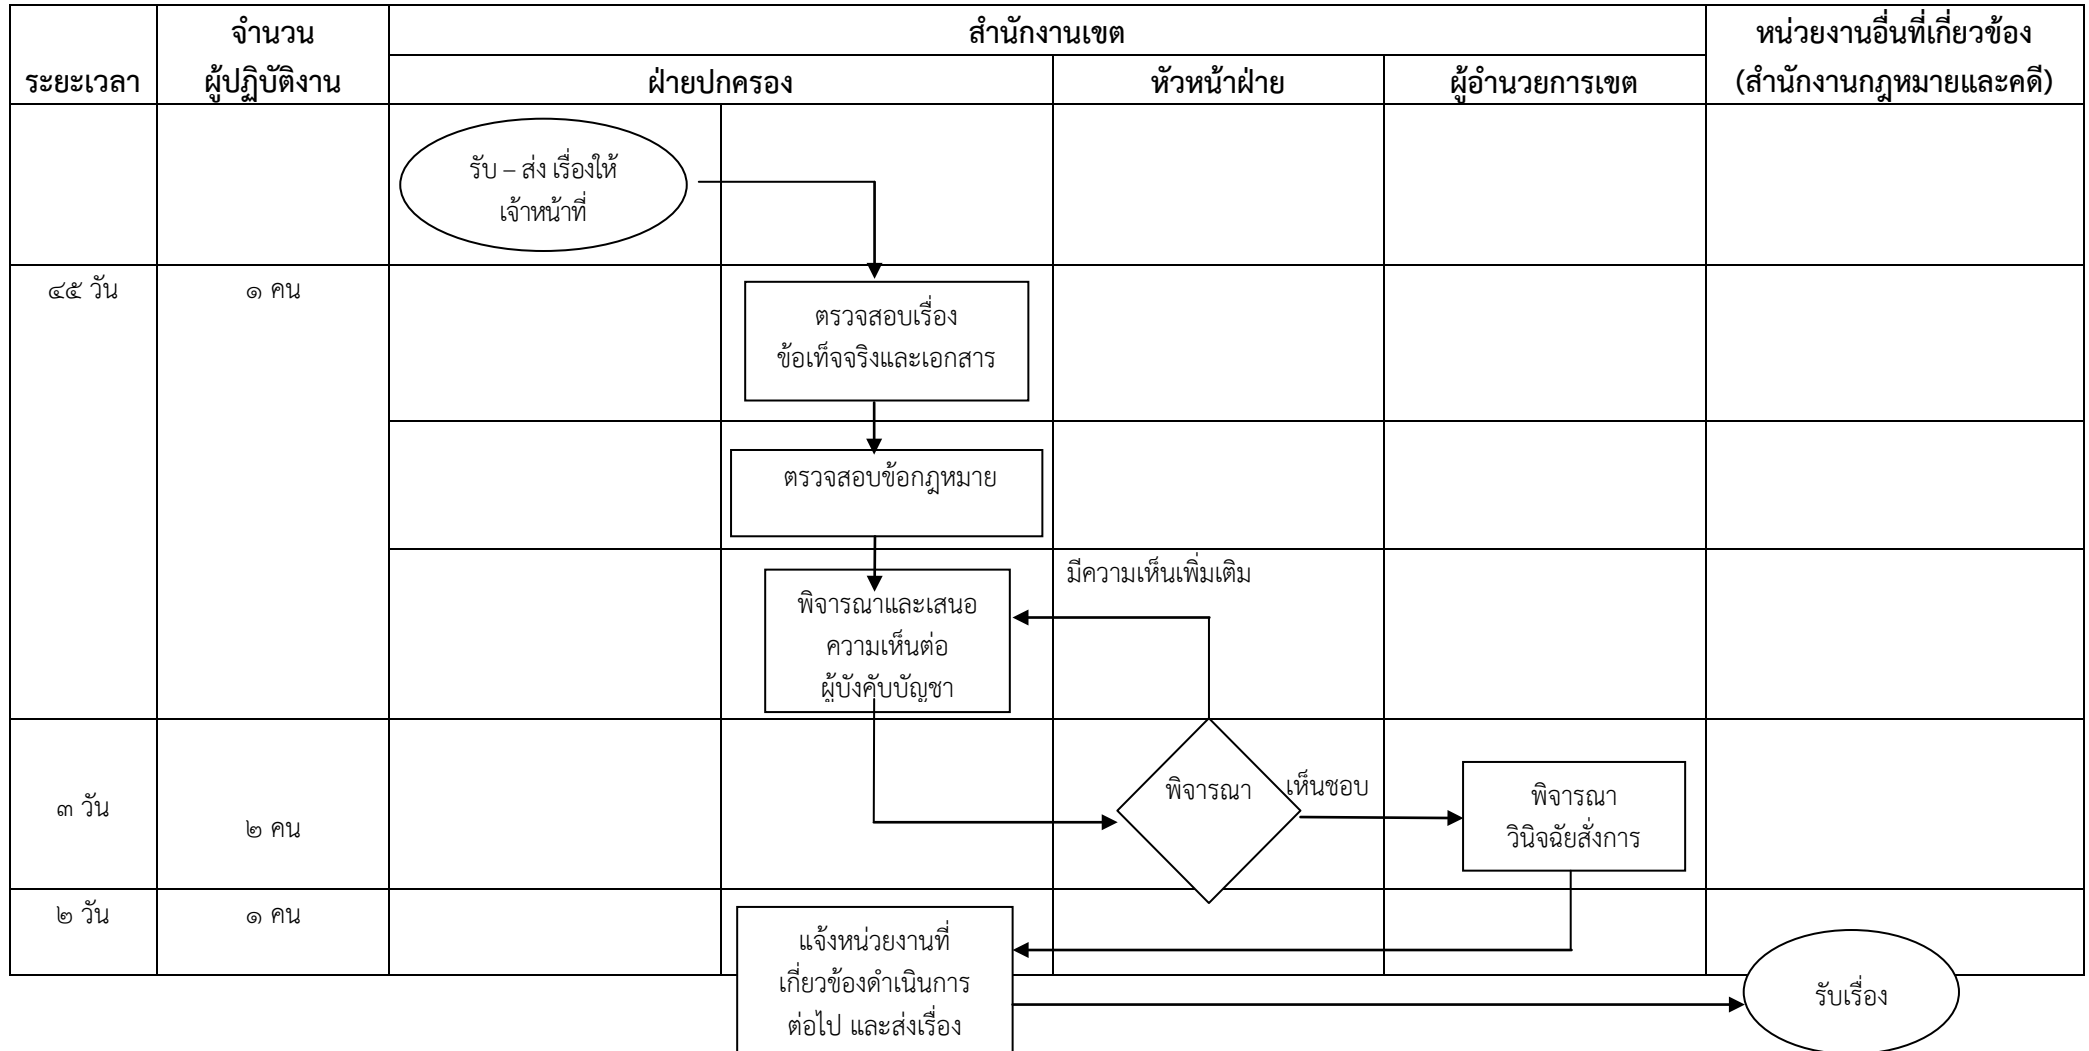 ระยะเวลา
จำนวน
ผู้ปฏิบัติงาน
สำนักงานเขต
หน่วยงานอื่นที่เกี่ยวข้อง
(สำนักงานกฎหมายและคดี)
ฝ่ายปกครอง
หัวหน้าฝ่าย
ผู้อำนวยการเขต
รับ – ส่ง เรื่องให้
เจ้าหน้าที่
๔๕ วัน
๑ คน
ตรวจสอบเรื่อง
ข้อเท็จจริงและเอกสาร
ตรวจสอบข้อกฎหมาย
มีความเห็นเพิ่มเติม
พิจารณาและเสนอ
ความเห็นต่อ
ผู้บังคับบัญชา
๓ วัน
๒ คน
พิจารณา
เห็นชอบ
พิจารณา
วินิจฉัยสั่งการ
๒ วัน
๑ คน
แจ้งหน่วยงานที่
เกี่ยวข้องดำเนินการ
ต่อไป และส่งเรื่อง
รับเรื่อง